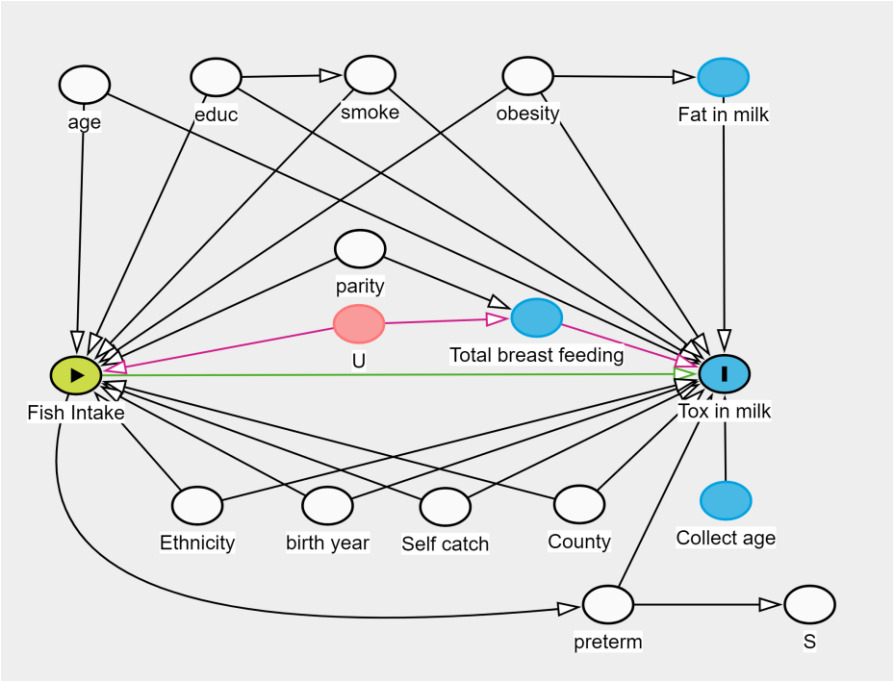 age
educ
smoke
obesity
Fat in milk
parity
U
Total breast feeding
Fish Intake
Tox in milk
Ethnicity
birth year
Self catch
County
Collect age
preterm
S